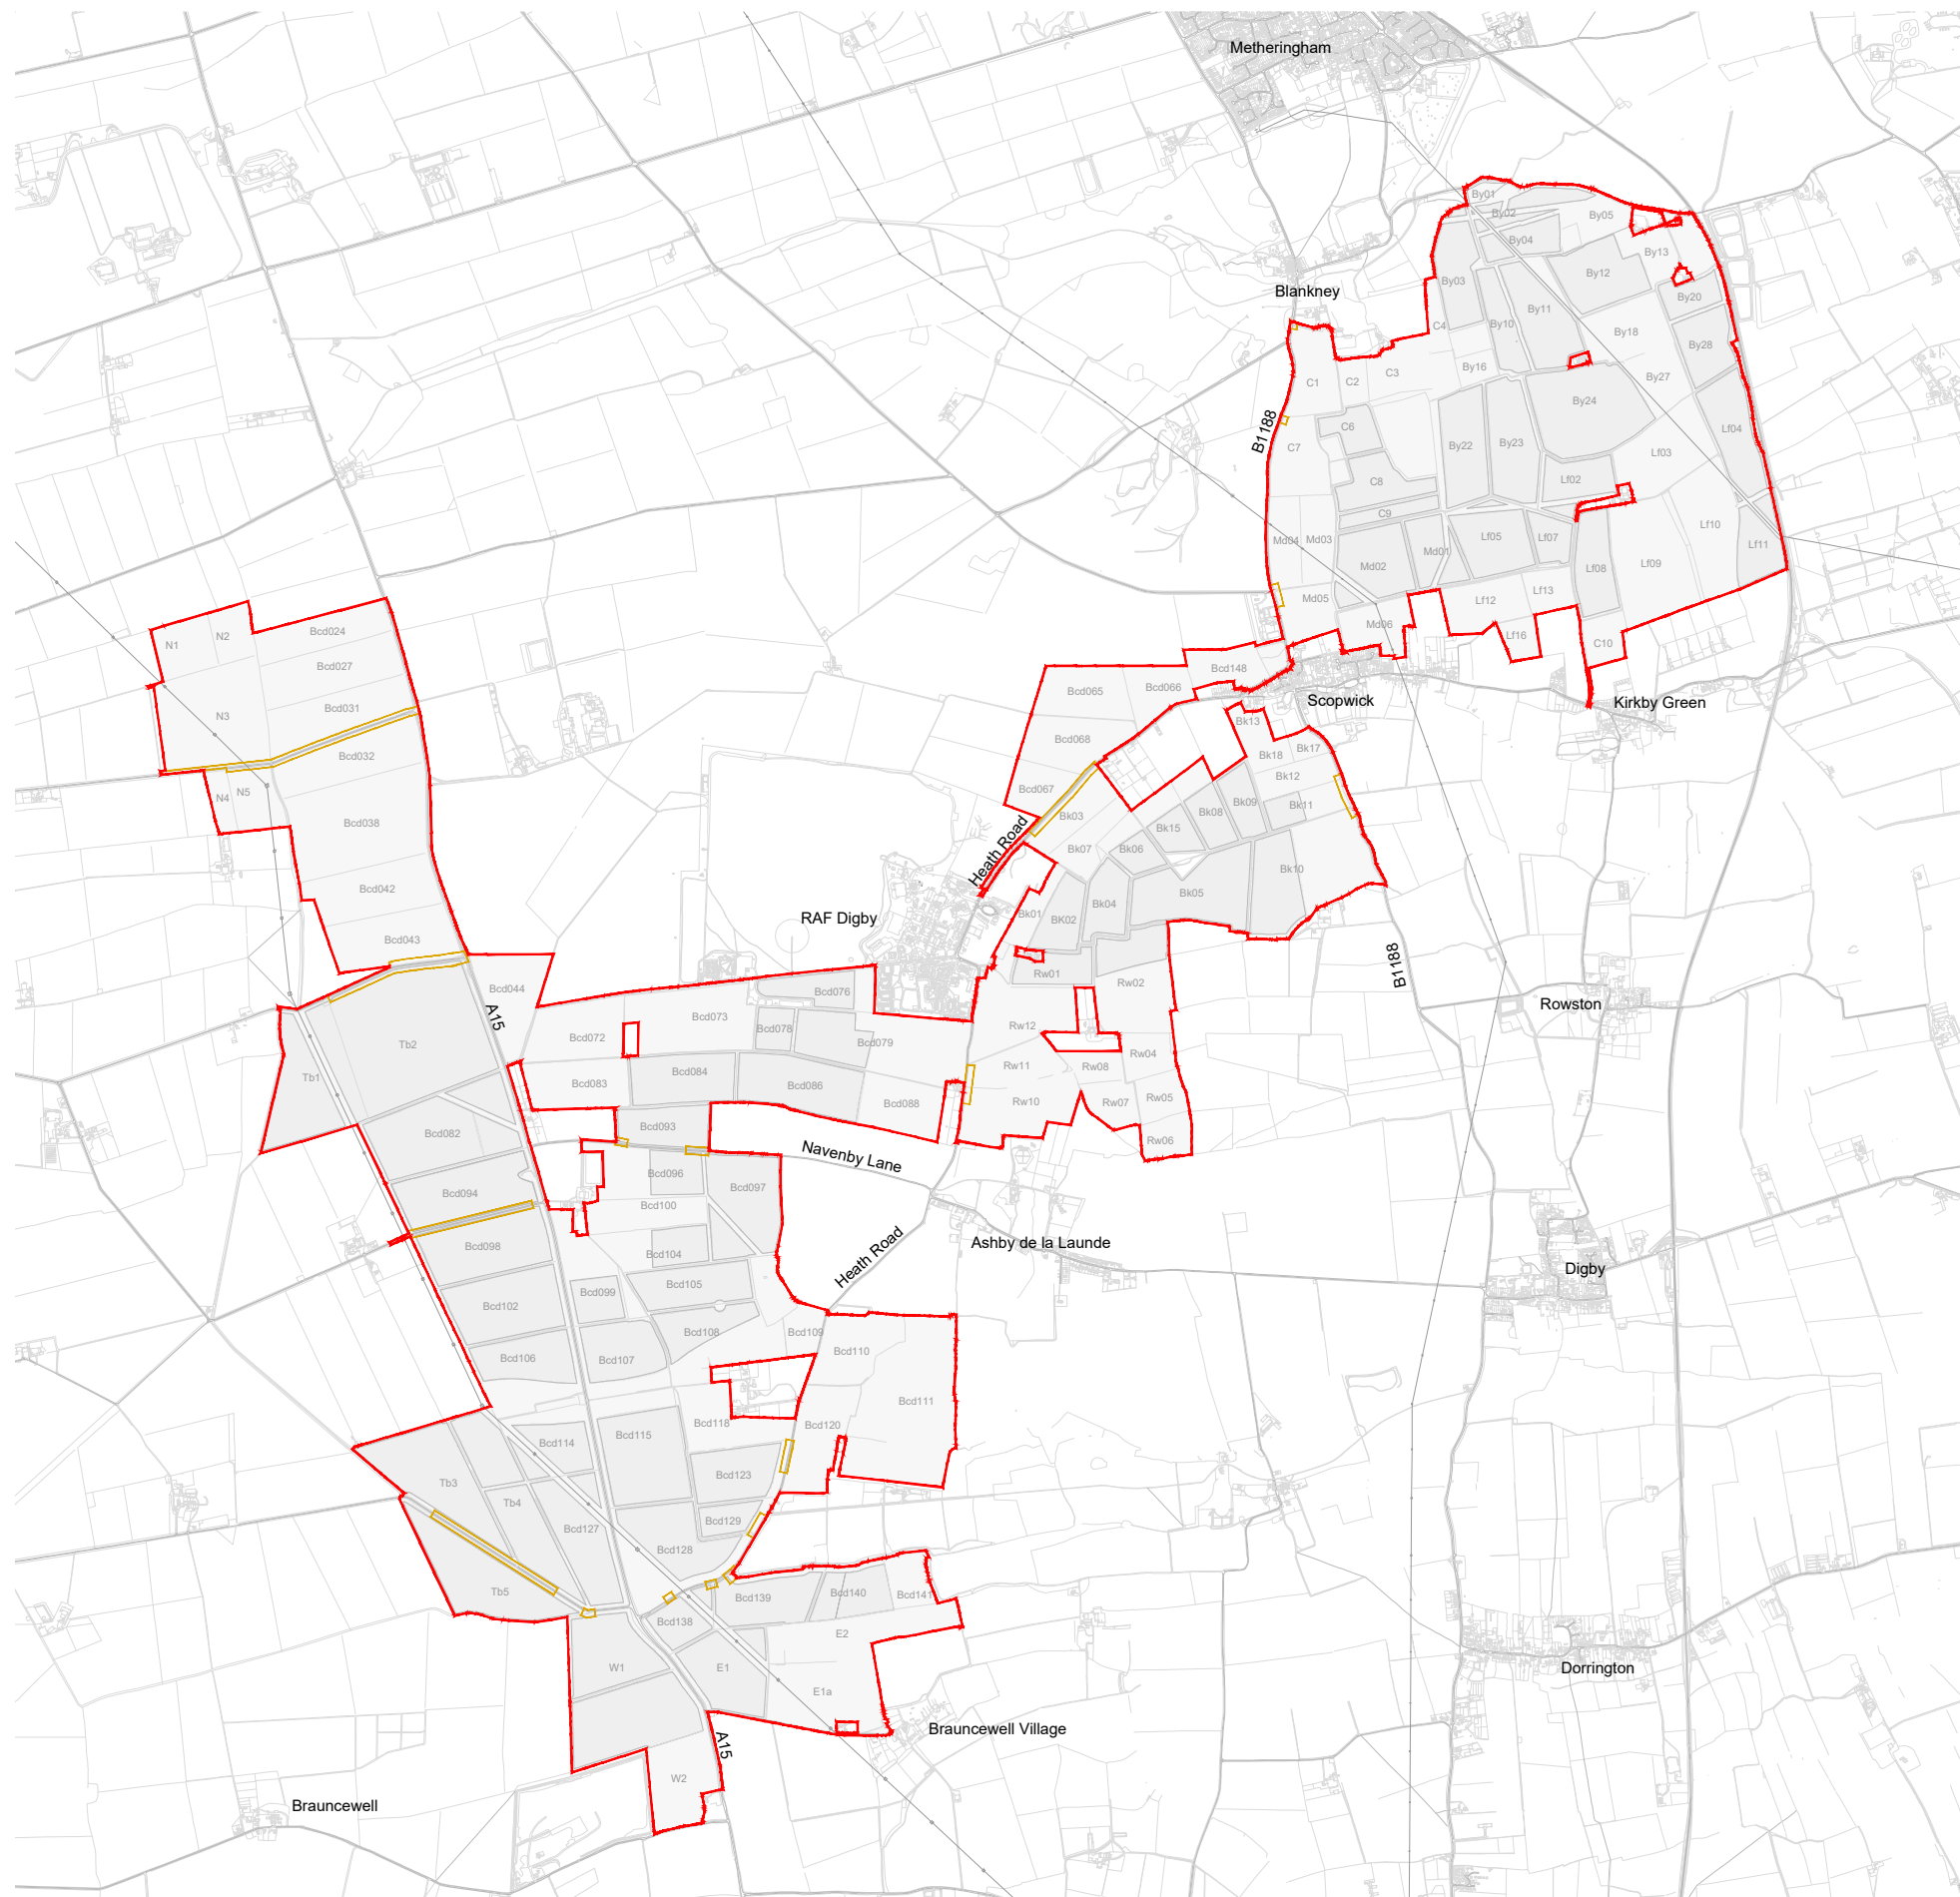 Metheringham
By01
By02
By05
By04
By13
By12
By03
By20
Blankney
By11
C4
By10
By18
By28
By16
C1
C2
C3
By27
By24
Lf04
B1188
C6
By22
By23
C7
Lf03
C8
Lf02
C9
Lf10
Md04
Md03
Md01
Lf05
Lf07
Lf11
Md02
Lf08
Lf09
Md05
Lf12
Lf13
Md06
Lf16
C10
N1
N2
Bcd024
Bcd027
Bcd148
Bcd065
Bcd066
Scopwick
Kirkby Green
N3
Bcd031
Bk13
Bcd068
Bk18
Bk17
Bcd032
Bk12
Bcd067
N4
N5
Bk11
Bk03
Bk08
Bk09
Bcd038
Bk15
Heath Road
Bk07
Bk06
Bk10
Bcd042
Bk05
Bk04
RAF Digby
Bk01
BK02
Bcd043
B1188
Rw01
Rw02
Bcd044
Bcd076
Rowston
A15
Bcd073
Rw12
Bcd072
Bcd078
Bcd079
Tb2
Rw04
Rw11
Rw08
Tb1
Bcd083
Bcd084
Bcd086
Bcd088
Rw10
Rw07
Rw05
Bcd093
Bcd082
Rw06
Navenby Lane
Bcd096
Bcd097
Bcd094
Bcd100
Ashby de la Launde
Bcd098
Bcd104
Heath Road
Digby
Bcd105
Bcd099
Bcd102
Bcd108
Bcd109
Bcd110
Bcd106
Bcd107
Bcd111
Bcd118
Bcd120
Bcd115
Bcd114
Bcd123
Tb3
Tb4
Bcd129
Bcd127
Bcd128
Tb5
Bcd139
Bcd140
Bcd141
Bcd138
E2
W1
E1
Dorrington
E1a
Brauncewell Village
A15
W2
Brauncewell